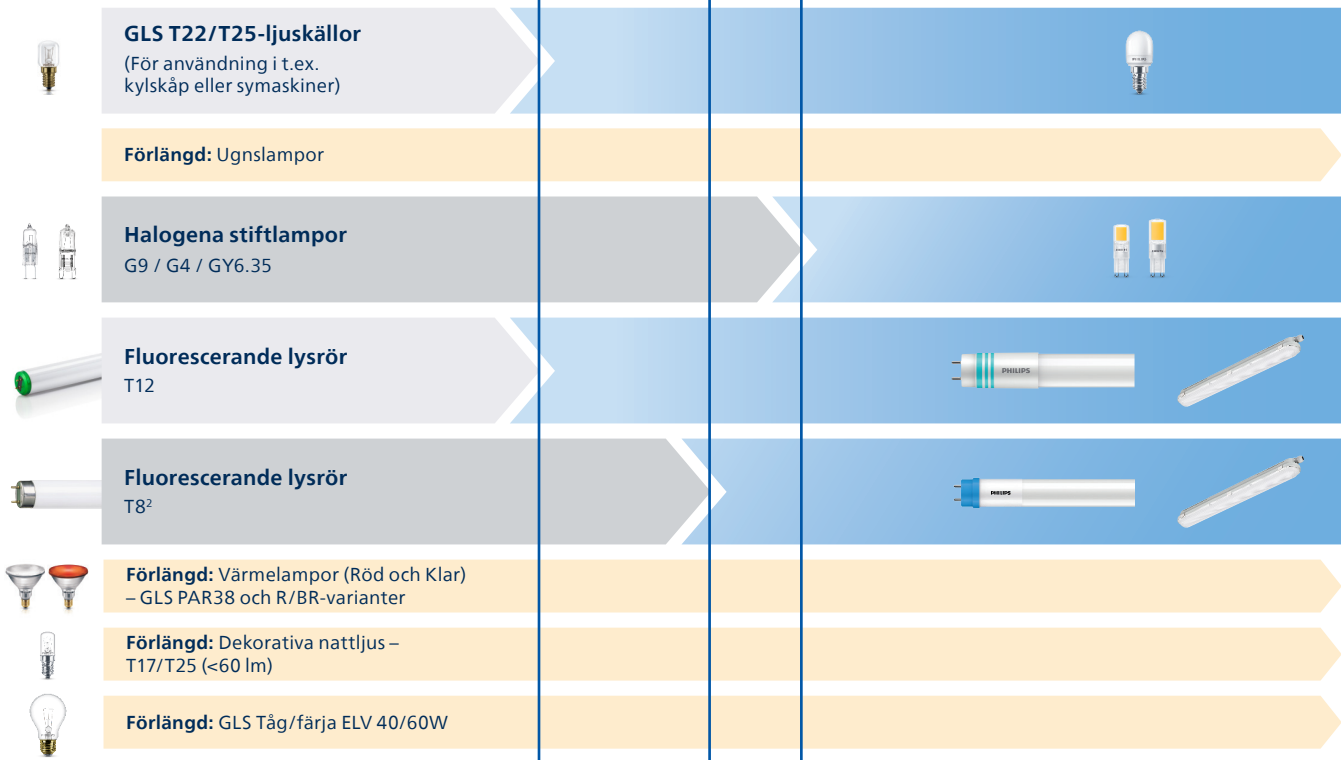 GLS T22/T25-ljuskällor
(För användning i t.ex.
kylskåp eller symaskiner)
Förlängd: Ugnslampor
Halogena stiftlampor
G9 / G4 / GY6.35
Fluorescerande lysrör
T12
PHILIPS
Fluorescerande lysrör
T8²
PHILIPS
Förlängd: Värmelampor (Röd och Klar)
– GLS PAR38 och R/BR-varianter
Förlängd: Dekorativa nattljus –
T17/T25 (<60 lm)
Förlängd: GLS Tåg/färja ELV 40/60W